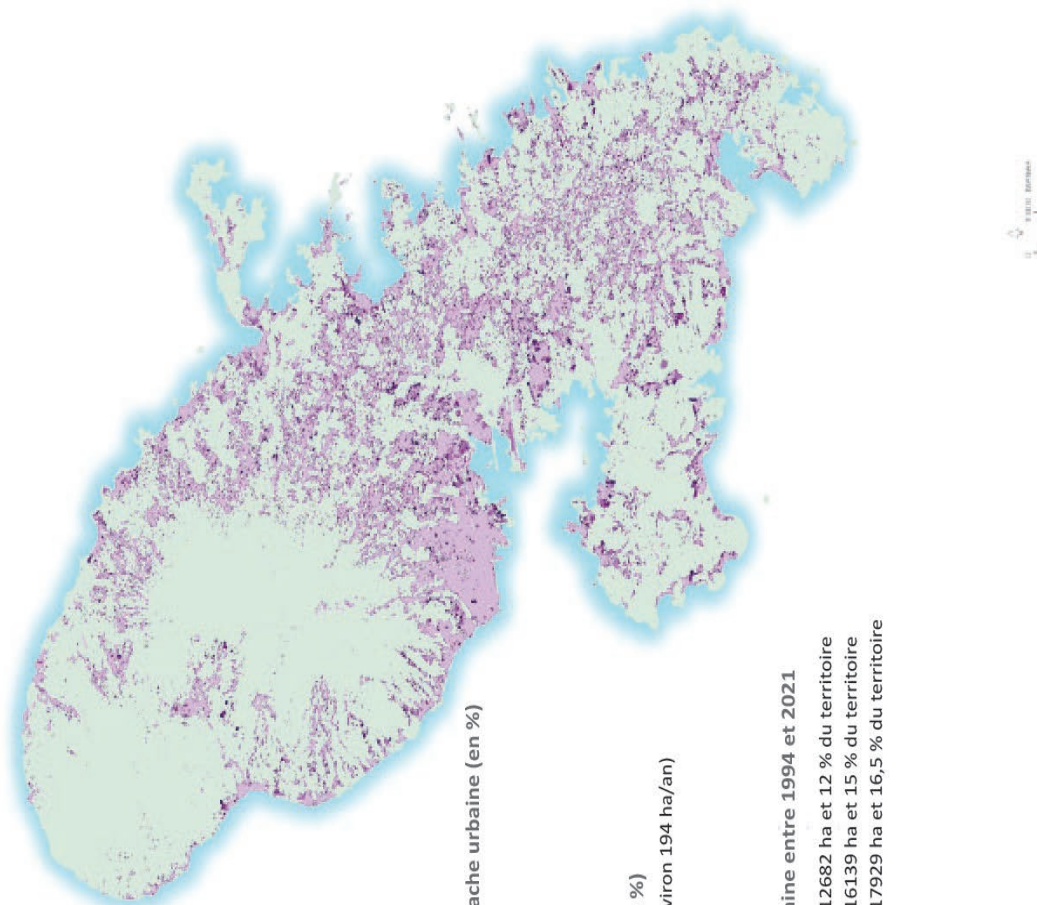 ache urbaine (en %)
%)
viron 194 ha/an)
ine entre 1994 et 2021
12682 ha et 12 % du territoire
16139 ha et 15 % du territoire
17929 ha et 16,5 % du territoire